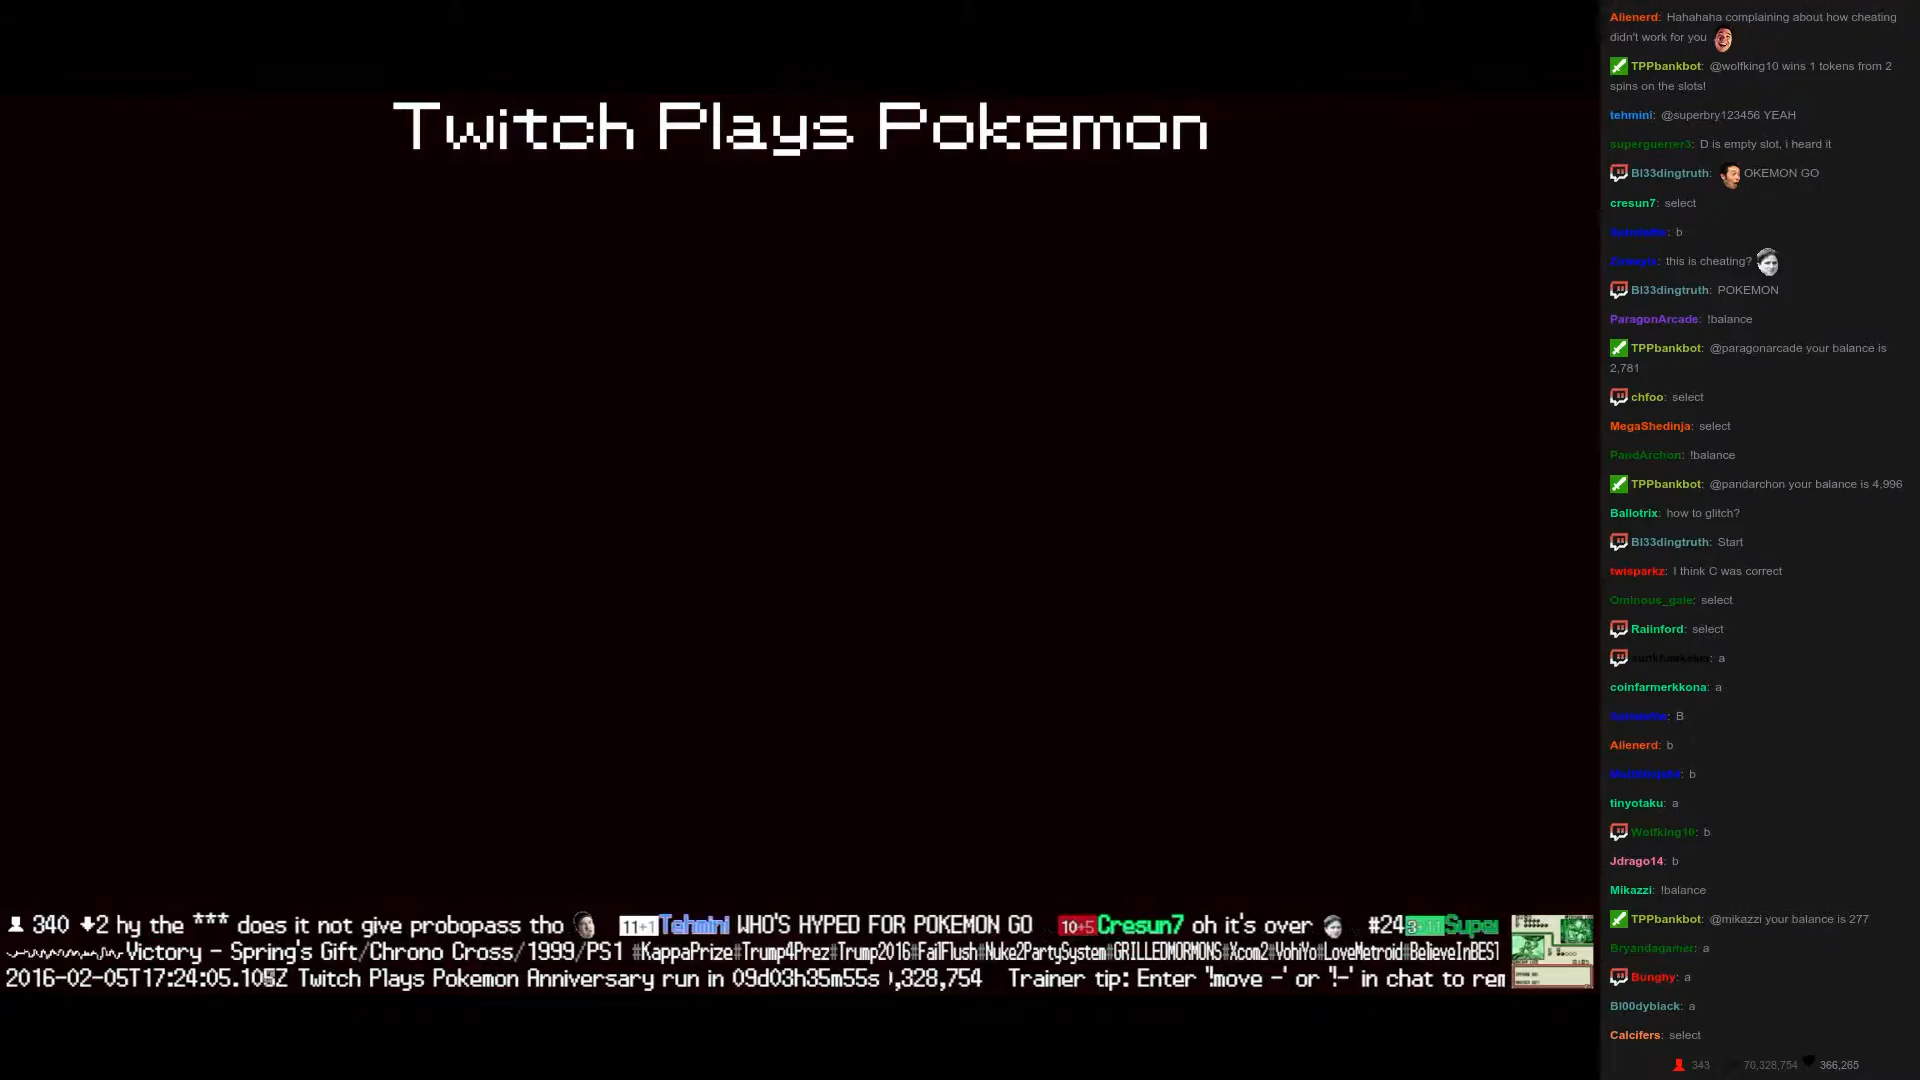 Twitch Plays Pokemon
340 2 hy the *** does it not give probopass tho 11+1 Tehmini WHO'S HYPED FOR POKEMON GO 10+5 Cresun7 oh it's over #24 3+11 Super
Victory - Spring's Gift/Chrono Cross/1999/PS1 #KappaPrize#Trump4Prez#Trump2016#FailFlush#Nuke2PartySystem#GRILLEDMORMONS#Xcom2#VohiYo#LoveMetroid#BelieveInBEST
2016-02-05T17:24:05. Twitch Plays Pokemon Anniversary run in 09d03h35m55s ,328,754 Trainer tip: Enter '!move -' or '!-' in chat to ren
Alienerd: Hahahaha complaining about how cheating
didn't work for you
TPPbankbot: @wolfking10 wins 1 tokens from 2
spins on the slots!
tehmini: @superbry123456 YEAH
superguerrer3: D is empty slot, i heard it
Bl33dingtruth: OKEMON GO
cresun7: select
: b
: this is cheating?
Bl33dingtruth: POKEMON
ParagonArcade: !balance
TPPbankbot: @paragonarcade your balance is
2,781
chfoo: select
MegaShedinja: select
PandArchon: !balance
TPPbankbot: @pandarchon your balance is 4,996
Ballotrix: how to glitch?
Bl33dingtruth: Start
twisparkz: I think C was correct
Ominous_gale: select
Raiinford: select
: a
coinfarmerkkona: a
: B
Alienerd: b
: b
tinyotaku: a
Wolfking10: b
Jdrago14: b
Mikazzi: !balance
TPPbankbot: @mikazzi your balance is 277
Bryandagamer: a
Bunghy: a
Bl00dyblack: a
Calcifers: select
343 70,328,754 366,265